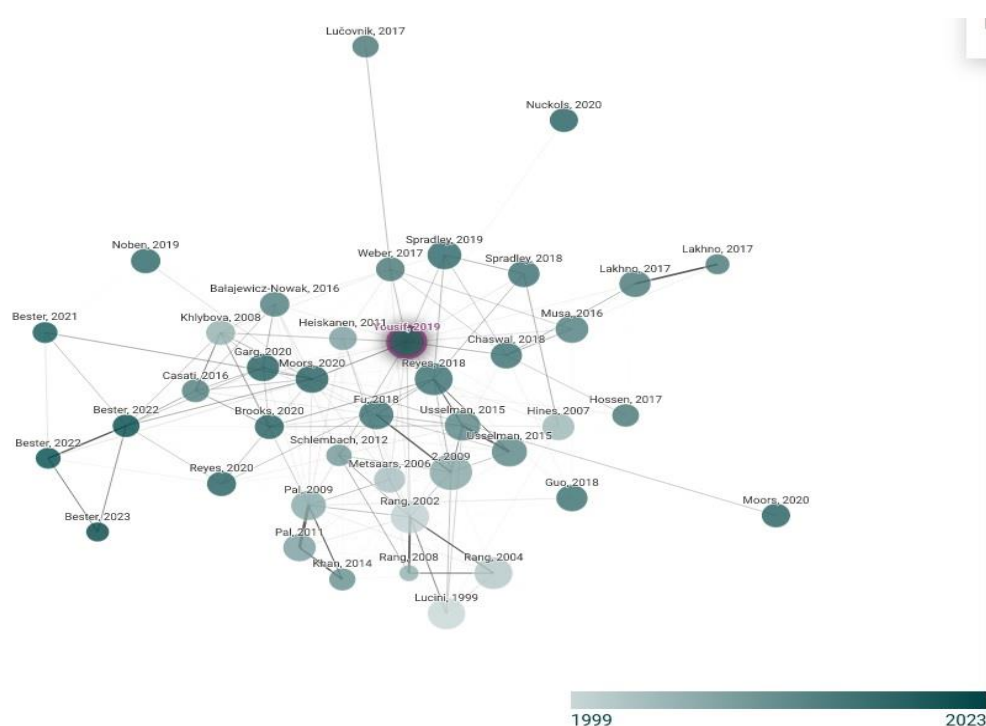 Lučovnik, 2017
Nuckols, 2020
Spradley, 2019
Noben, 2019
Weber, 2017
Spradley, 2018
Lakhno, 2017
Lakhno, 2017
Bałajewicz-Nowak, 2016
Bester, 2021
Khlybova, 2008
Heiskanen, 2011
Yousif, 2019
Musa, 2016
Garg, 2020
Chaswal, 2018
Moors, 2020
Reyes, 2018
Casati, 2016
Bester, 2022
Brooks, 2020
Fu, 2018
Usselman, 2015
Hines, 2007
Hossen, 2017
Bester, 2022
Schlembach, 2012
Usselman, 2015
Reyes, 2020
Metsaars, 2006
2, 2009
Guo, 2018
Pal, 2009
Rang, 2002
Moors, 2020
Bester, 2023
Pal, 2011
Khan, 2014
Rang, 2008
Rang, 2004
Lucini, 1999
1999
2023